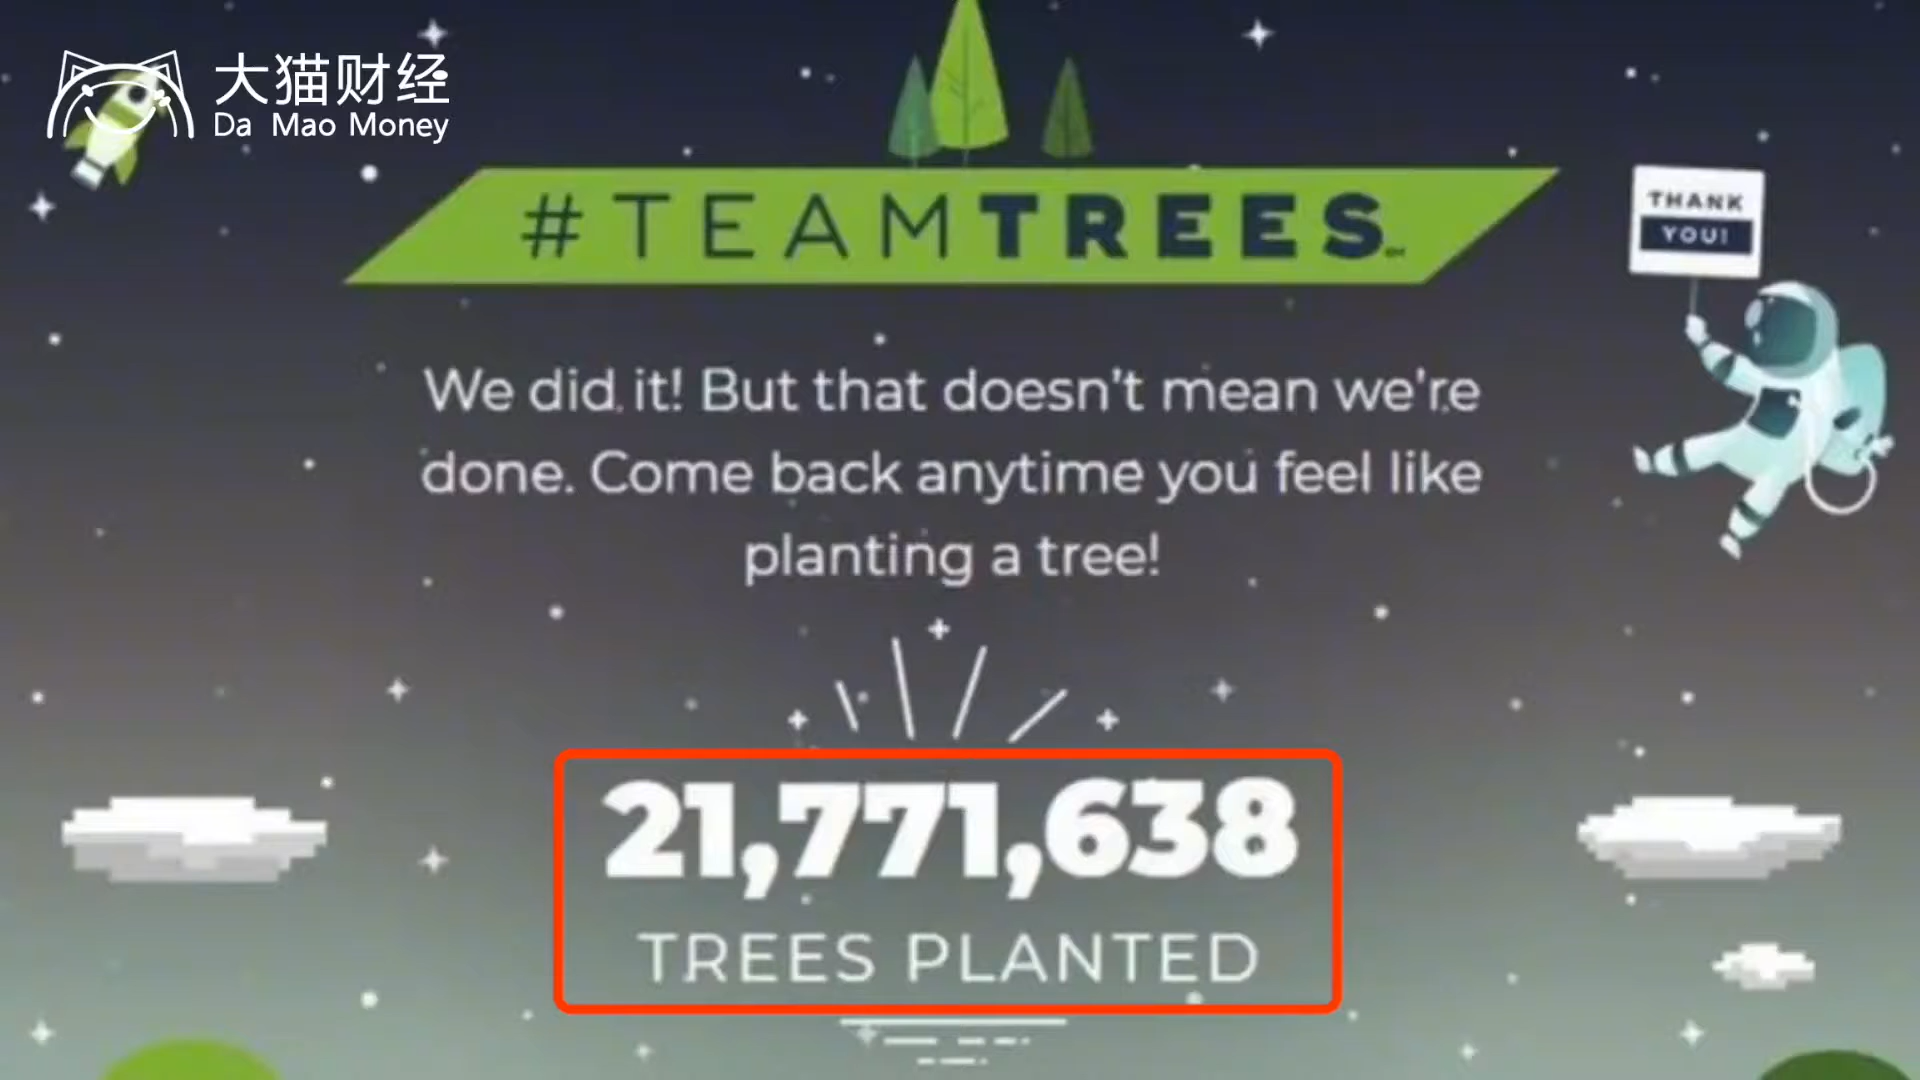 大猫财经
Da Mao Money
#TEAMTREES
THANK
YOU!
We did it! But that doesn't mean we're
done. Come back anytime you feel like
planting a tree!
21,771,638
TREES PLANTED